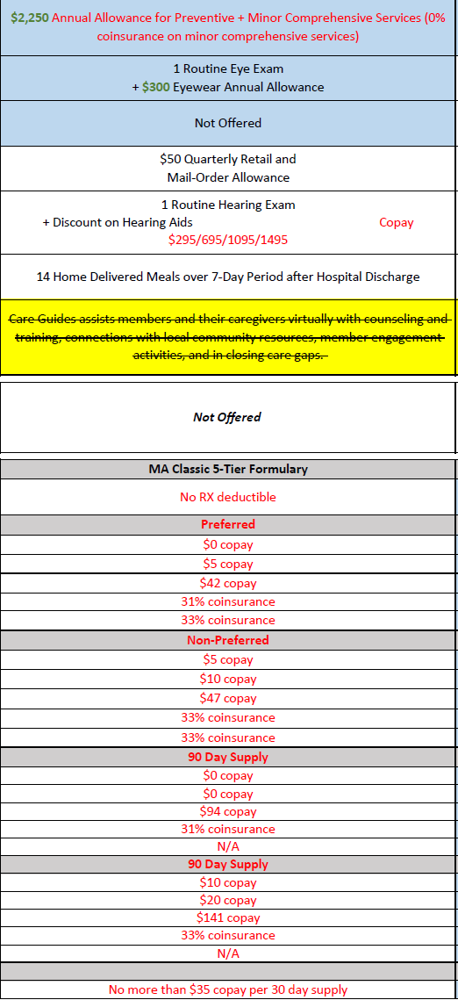 $2,250 Annual Allowance for Preventive + Minor Comprehensive Services (0%
coinsurance on minor comprehensive services)
1 Routine Eye Exam
+ $300 Eyewear Annual Allowance
Not Offered
$50 Quarterly Retail and
Mail-Order Allowance
1 Routine Hearing Exam
+ Discount on Hearing Aids Copay
$295/695/1095/1495
14 Home Delivered Meals over 7-Day Period after Hospital Discharge
Care Guides assists members and their caregivers virtually with counseling and
training, connections with local community resources, member engagement
activities, and in closing care gaps.
Not Offered
MA Classic 5-Tier Formulary
No RX deductible
Preferred
$0 copay
$5 copay
$42 copay
31% coinsurance
33% coinsurance
Non-Preferred
$5 copay
$10 copay
$47 copay
33% coinsurance
33% coinsurance
90 Day Supply
$0 copay
$0 copay
$94 copay
31% coinsurance
N/A
90 Day Supply
$10 copay
$20 copay
$141 copay
33% coinsurance
N/A
No more than $35 copay per 30 day supply